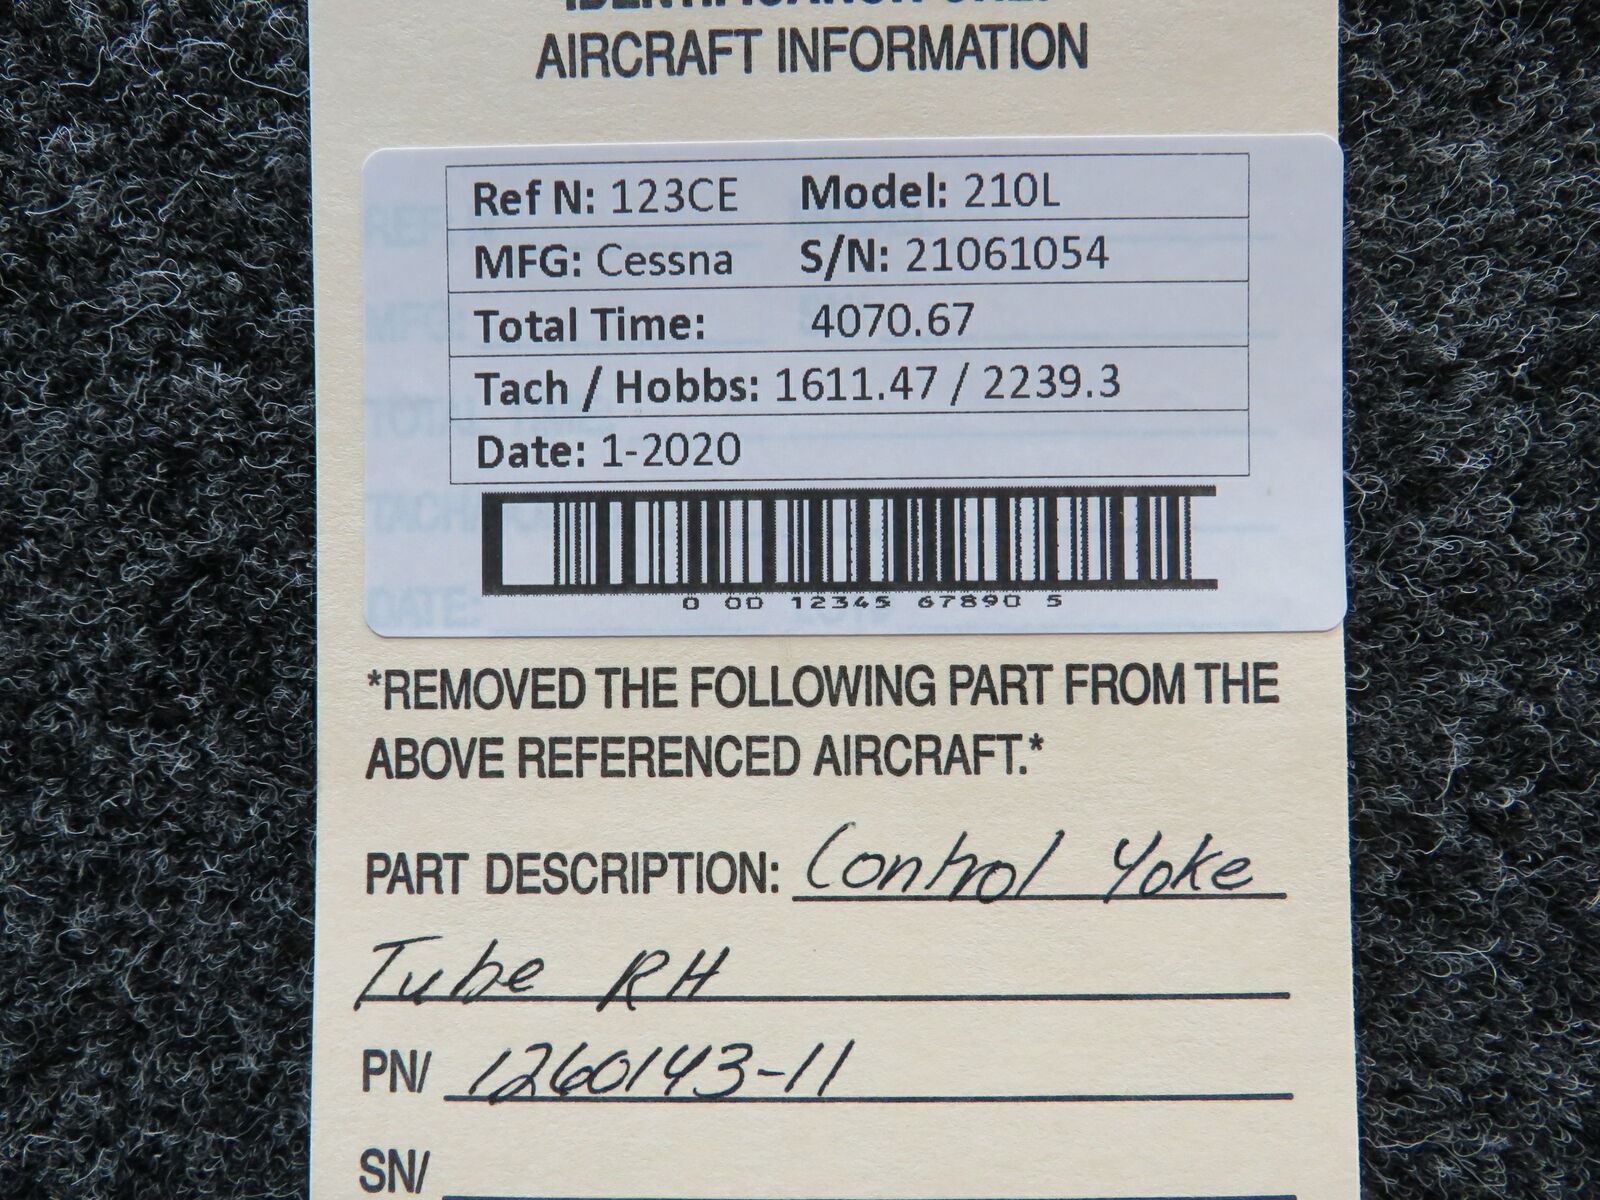 AIRCRAFT INFORMATION
Ref N: 123CE Model: 210L
MFG: Cessna S/N: 21061054
Total Time: 4070.67
Tach / Hobbs: 1611.47 / 2239.3
Date: 1-2020
0 00 12345 67890 5
*REMOVED THE FOLLOWING PART FROM THE
ABOVE REFERENCED AIRCRAFT.*
PART DESCRIPTION: Control Yoke
Tube RH
PN/ 1260143-11
SN/